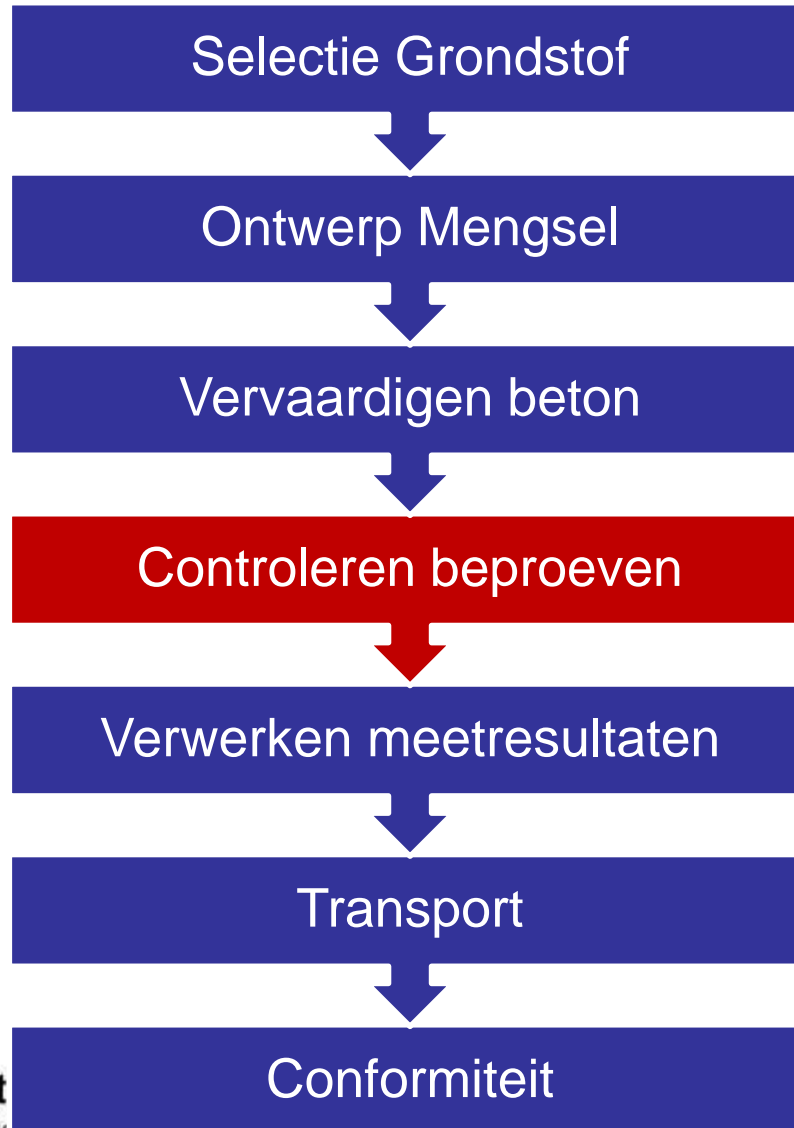 Selectie Grondstof
Ontwerp Mengsel
Vervaardigen beton
Controleren beproeven
Verwerken meetresultaten
Transport
Conformiteit
t